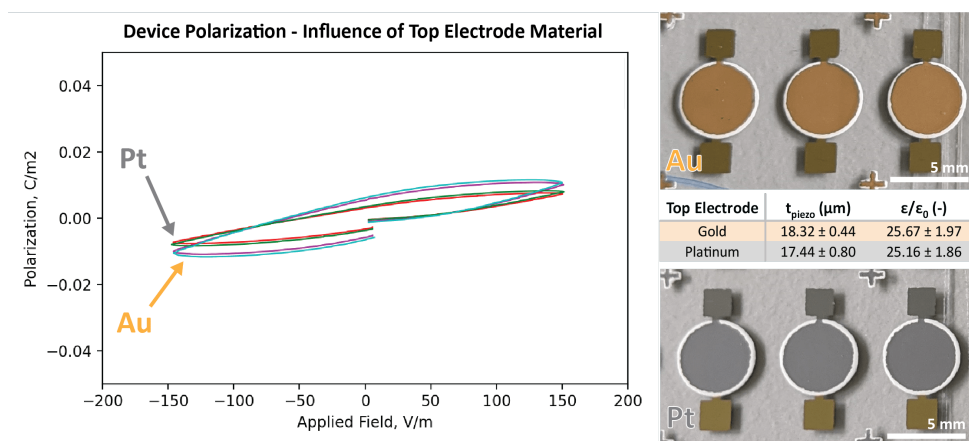 Device Polarization - Influence of Top Electrode Material
Polarization, C/m2
0.04
0.02
0.00
−0.02
−0.04
Pt
Au
−200
−150
−100
−50
0
50
100
150
200
Applied Field, V/m
Au
5 mm
Top Electrode t_piezo (μm) ε/ε₀ (-)
Gold 18.32 ± 0.44 25.67 ± 1.97
Platinum 17.44 ± 0.80 25.16 ± 1.86
Pt
5 mm